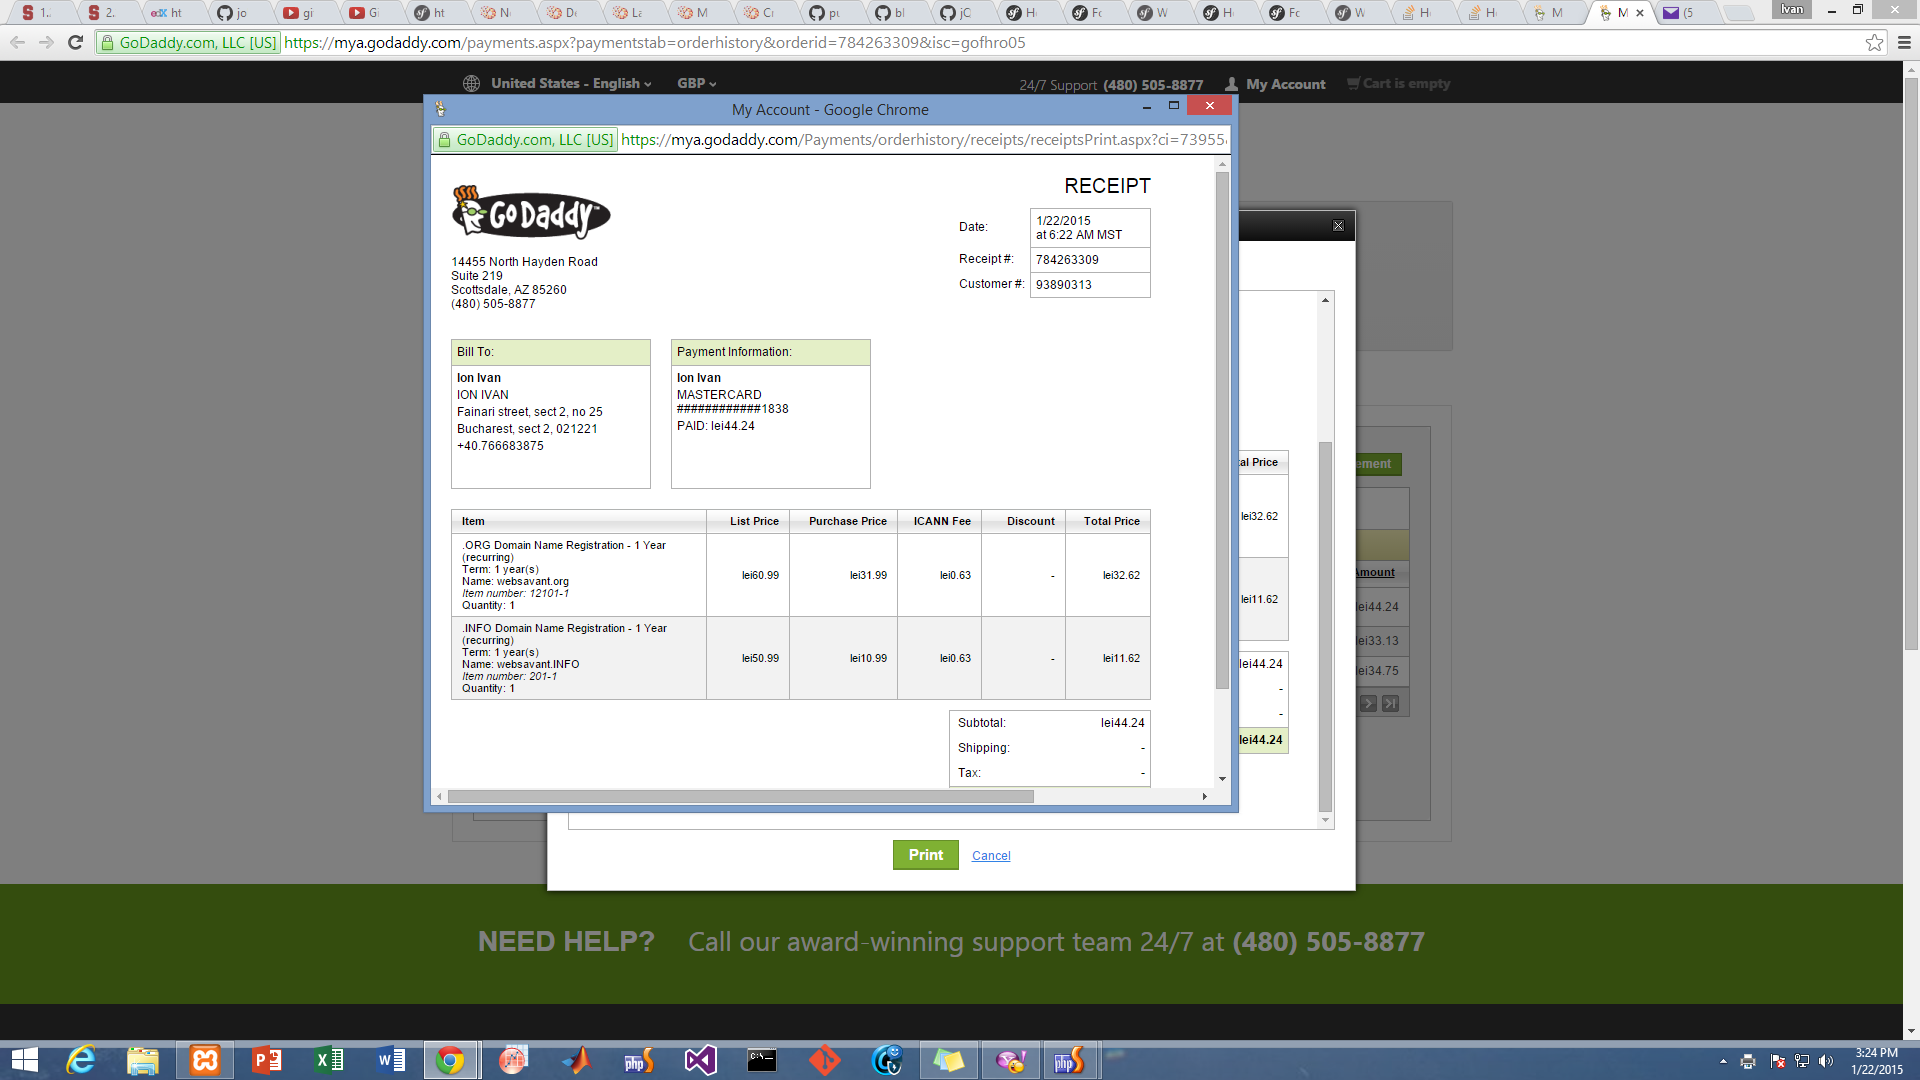 1.
2.
ht
jo
gi
Gi
ht
N
D
La
M
C
pu
bl
jC
H
Fo
W
H
Fo
W
H
H
M
M
(5
Ivan
GoDaddy.com, LLC [US] https://mya.godaddy.com/payments.aspx?paymentstab=orderhistory&orderid=784263309&isc=gofhro05
United States - English GBP 24/7 Support (480) 505-8877 My Account Cart is empty
My Account - Google Chrome
GoDaddy.com, LLC [US] https://mya.godaddy.com/Payments/orderhistory/receipts/receiptsPrint.aspx?ci=73955
GoDaddy
RECEIPT
Date: 1/22/2015
at 6:22 AM MST
Receipt #: 784263309
Customer #: 93890313
14455 North Hayden Road
Suite 219
Scottsdale, AZ 85260
(480) 505-8877
Bill To:
Ion Ivan
ION IVAN
Fainari street, sect 2, no 25
Bucharest, sect 2, 021221
+40.766683875
Payment Information:
Ion Ivan
MASTERCARD
############1838
PAID: lei44.24
Item List Price Purchase Price ICANN Fee Discount Total Price
.ORG Domain Name Registration - 1 Year
(recurring)
Term: 1 year(s)
Name: websavant.org
Item number: 12101-1
Quantity: 1
lei60.99 lei31.99 lei0.63 - lei32.62
.INFO Domain Name Registration - 1 Year
(recurring)
Term: 1 year(s)
Name: websavant.INFO
Item number: 201-1
Quantity: 1
lei50.99 lei10.99 lei0.63 - lei11.62
Subtotal: lei44.24
Shipping: -
Tax: -
tal Price
lei32.62
lei11.62
lei44.24
-
-
lei44.24
ement
Amount
lei44.24
lei33.13
lei34.75
Print Cancel
NEED HELP? Call our award-winning support team 24/7 at (480) 505-8877
3:24 PM
1/22/2015